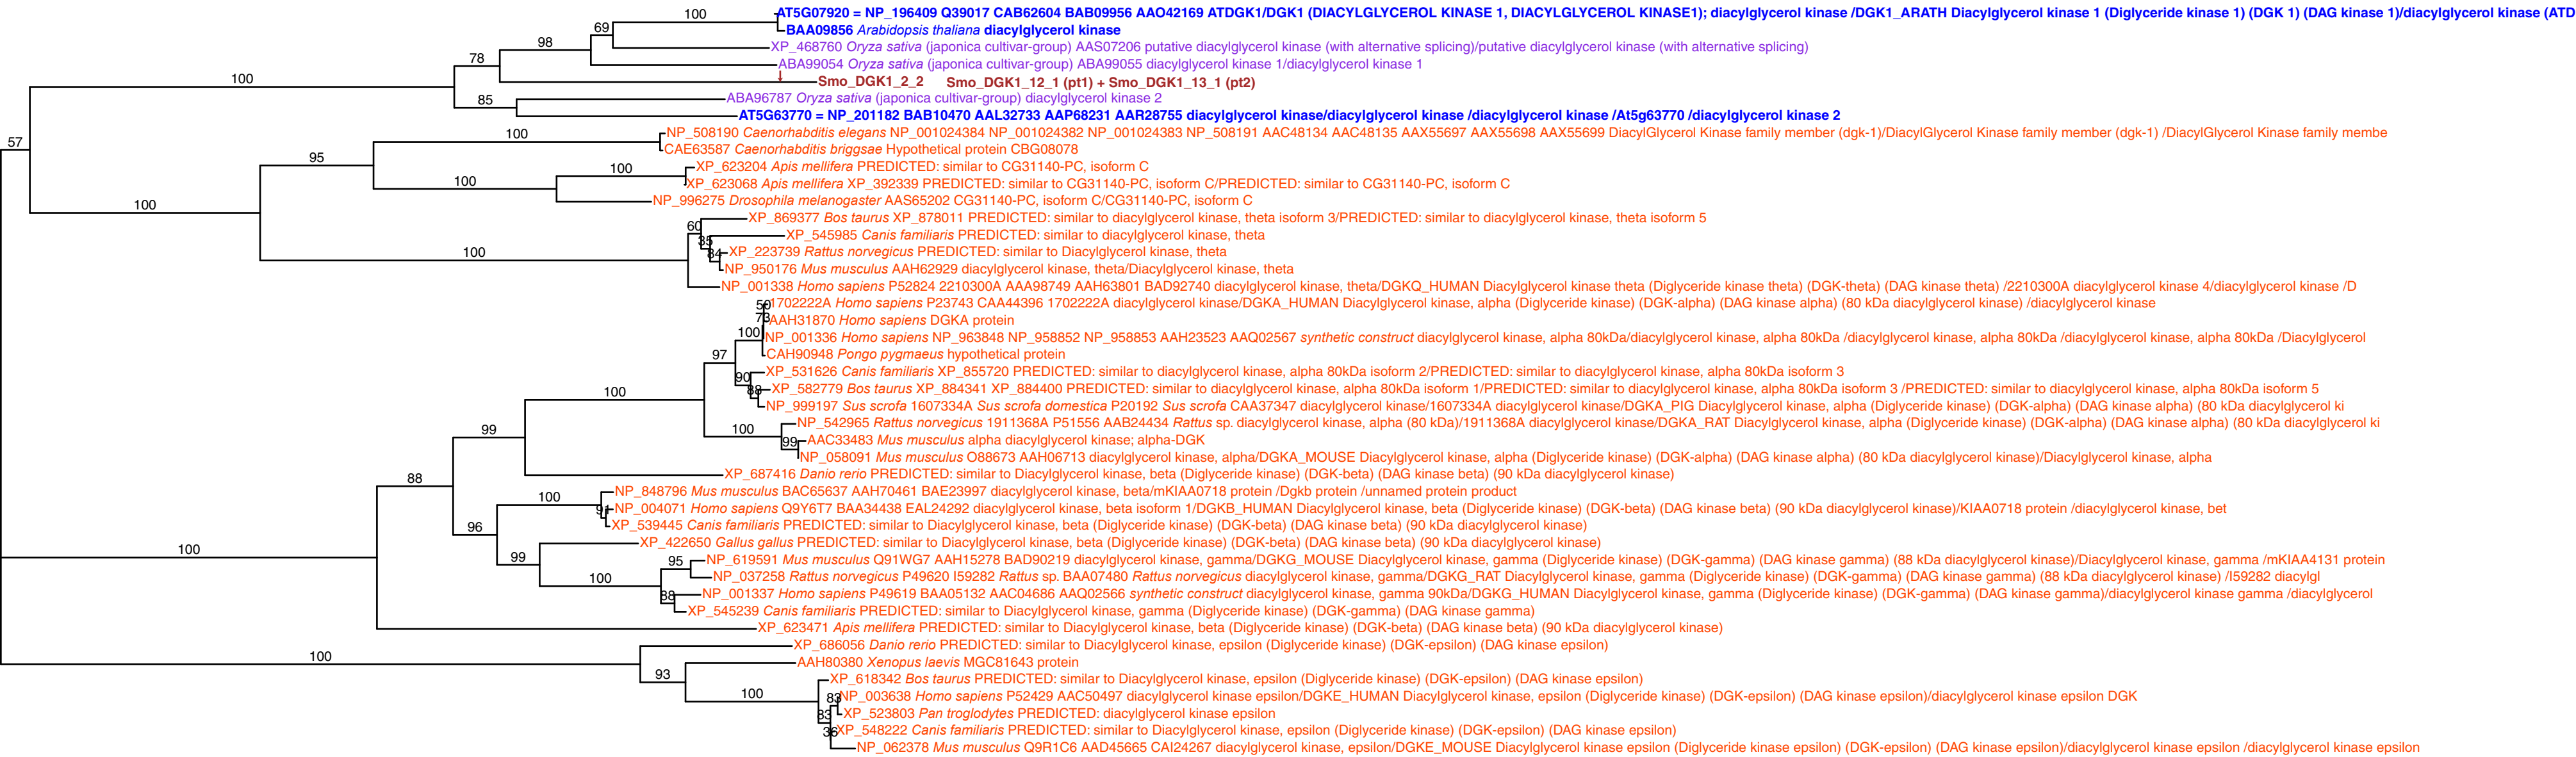 AT5G07920 = NP_196409 Q39017 CAB62604 BAB09956 AAO42169 ATDGK1/DGK1 (DIACYLGLYCEROL KINASE 1, DIACYLGLYCEROL KINASE1); diacylglycerol kinase /DGK1_ARATH Diacylglycerol kinase 1 (Diglyceride kinase 1) (DGK 1) (DAG kinase 1)/diacylglycerol kinase (ATD
100
69
BAA09856 Arabidopsis thaliana diacylglycerol kinase
98
XP_468760 Oryza sativa (japonica cultivar-group) AAS07206 putative diacylglycerol kinase (with alternative splicing)/putative diacylglycerol kinase (with alternative splicing)
78
ABA99054 Oryza sativa (japonica cultivar-group) ABA99055 diacylglycerol kinase 1/diacylglycerol kinase 1
100
Smo_DGK1_2_2 Smo_DGK1_12_1 (pt1) + Smo_DGK1_13_1 (pt2)
85
ABA96787 Oryza sativa (japonica cultivar-group) diacylglycerol kinase 2
AT5G63770 = NP_201182 BAB10470 AAL32733 AAP68231 AAR28755 diacylglycerol kinase/diacylglycerol kinase /diacylglycerol kinase /At5g63770 /diacylglycerol kinase 2
57
100
NP_508190 Caenorhabditis elegans NP_001024384 NP_001024382 NP_001024383 NP_508191 AAC48134 AAC48135 AAX55697 AAX55698 AAX55699 DiacylGlycerol Kinase family member (dgk-1)/DiacylGlycerol Kinase family member (dgk-1) /DiacylGlycerol Kinase family membe
CAE63587 Caenorhabditis briggsae Hypothetical protein CBG08078
95
100
XP_623204 Apis mellifera PREDICTED: similar to CG31140-PC, isoform C
100
XP_623068 Apis mellifera XP_392339 PREDICTED: similar to CG31140-PC, isoform C/PREDICTED: similar to CG31140-PC, isoform C
NP_996275 Drosophila melanogaster AAS65202 CG31140-PC, isoform C/CG31140-PC, isoform C
100
XP_869377 Bos taurus XP_878011 PREDICTED: similar to diacylglycerol kinase, theta isoform 3/PREDICTED: similar to diacylglycerol kinase, theta isoform 5
60
XP_545985 Canis familiaris PREDICTED: similar to diacylglycerol kinase, theta
35
XP_223739 Rattus norvegicus PREDICTED: similar to Diacylglycerol kinase, theta
84
100
NP_950176 Mus musculus AAH62929 diacylglycerol kinase, theta/Diacylglycerol kinase, theta
NP_001338 Homo sapiens P52824 2210300A AAA98749 AAH63801 BAD92740 diacylglycerol kinase, theta/DGKQ_HUMAN Diacylglycerol kinase theta (Diglyceride kinase theta) (DGK-theta) (DAG kinase theta) /2210300A diacylglycerol kinase 4/diacylglycerol kinase /D
50
1702222A Homo sapiens P23743 CAA44396 1702222A diacylglycerol kinase/DGKA_HUMAN Diacylglycerol kinase, alpha (Diglyceride kinase) (DGK-alpha) (DAG kinase alpha) (80 kDa diacylglycerol kinase) /diacylglycerol kinase
73
AAH31870 Homo sapiens DGKA protein
100
NP_001336 Homo sapiens NP_963848 NP_958852 NP_958853 AAH23523 AAQ02567 synthetic construct diacylglycerol kinase, alpha 80kDa/diacylglycerol kinase, alpha 80kDa /diacylglycerol kinase, alpha 80kDa /diacylglycerol kinase, alpha 80kDa /Diacylglycerol
97
CAH90948 Pongo pygmaeus hypothetical protein
XP_531626 Canis familiaris XP_855720 PREDICTED: similar to diacylglycerol kinase, alpha 80kDa isoform 2/PREDICTED: similar to diacylglycerol kinase, alpha 80kDa isoform 3
90
XP_582779 Bos taurus XP_884341 XP_884400 PREDICTED: similar to diacylglycerol kinase, alpha 80kDa isoform 1/PREDICTED: similar to diacylglycerol kinase, alpha 80kDa isoform 3 /PREDICTED: similar to diacylglycerol kinase, alpha 80kDa isoform 5
88
100
NP_999197 Sus scrofa 1607334A Sus scrofa domestica P20192 Sus scrofa CAA37347 diacylglycerol kinase/1607334A diacylglycerol kinase/DGKA_PIG Diacylglycerol kinase, alpha (Diglyceride kinase) (DGK-alpha) (DAG kinase alpha) (80 kDa diacylglycerol ki
NP_542965 Rattus norvegicus 1911368A P51556 AAB24434 Rattus sp. diacylglycerol kinase, alpha (80 kDa)/1911368A diacylglycerol kinase/DGKA_RAT Diacylglycerol kinase, alpha (Diglyceride kinase) (DGK-alpha) (DAG kinase alpha) (80 kDa diacylglycerol ki
100
99
AAC33483 Mus musculus alpha diacylglycerol kinase; alpha-DGK
99
NP_058091 Mus musculus O88673 AAH06713 diacylglycerol kinase, alpha/DGKA_MOUSE Diacylglycerol kinase, alpha (Diglyceride kinase) (DGK-alpha) (DAG kinase alpha) (80 kDa diacylglycerol kinase)/Diacylglycerol kinase, alpha
XP_687416 Danio rerio PREDICTED: similar to Diacylglycerol kinase, beta (Diglyceride kinase) (DGK-beta) (DAG kinase beta) (90 kDa diacylglycerol kinase)
88
NP_848796 Mus musculus BAC65637 AAH70461 BAE23997 diacylglycerol kinase, beta/mKIAA0718 protein /Dgkb protein /unnamed protein product
100
NP_004071 Homo sapiens Q9Y6T7 BAA34438 EAL24292 diacylglycerol kinase, beta isoform 1/DGKB_HUMAN Diacylglycerol kinase, beta (Diglyceride kinase) (DGK-beta) (DAG kinase beta) (90 kDa diacylglycerol kinase)/KIAA0718 protein /diacylglycerol kinase, bet
91
96
XP_539445 Canis familiaris PREDICTED: similar to Diacylglycerol kinase, beta (Diglyceride kinase) (DGK-beta) (DAG kinase beta) (90 kDa diacylglycerol kinase)
XP_422650 Gallus gallus PREDICTED: similar to Diacylglycerol kinase, beta (Diglyceride kinase) (DGK-beta) (DAG kinase beta) (90 kDa diacylglycerol kinase)
100
99
95
NP_619591 Mus musculus Q91WG7 AAH15278 BAD90219 diacylglycerol kinase, gamma/DGKG_MOUSE Diacylglycerol kinase, gamma (Diglyceride kinase) (DGK-gamma) (DAG kinase gamma) (88 kDa diacylglycerol kinase)/Diacylglycerol kinase, gamma /mKIAA4131 protein
100
NP_037258 Rattus norvegicus P49620 I59282 Rattus sp. BAA07480 Rattus norvegicus diacylglycerol kinase, gamma/DGKG_RAT Diacylglycerol kinase, gamma (Diglyceride kinase) (DGK-gamma) (DAG kinase gamma) (88 kDa diacylglycerol kinase) /I59282 diacylgl
88
NP_001337 Homo sapiens P49619 BAA05132 AAC04686 AAQ02566 synthetic construct diacylglycerol kinase, gamma 90kDa/DGKG_HUMAN Diacylglycerol kinase, gamma (Diglyceride kinase) (DGK-gamma) (DAG kinase gamma)/diacylglycerol kinase gamma /diacylglycerol
XP_545239 Canis familiaris PREDICTED: similar to Diacylglycerol kinase, gamma (Diglyceride kinase) (DGK-gamma) (DAG kinase gamma)
XP_623471 Apis mellifera PREDICTED: similar to Diacylglycerol kinase, beta (Diglyceride kinase) (DGK-beta) (DAG kinase beta) (90 kDa diacylglycerol kinase)
XP_686056 Danio rerio PREDICTED: similar to Diacylglycerol kinase, epsilon (Diglyceride kinase) (DGK-epsilon) (DAG kinase epsilon)
100
AAH80380 Xenopus laevis MGC81643 protein
93
XP_618342 Bos taurus PREDICTED: similar to Diacylglycerol kinase, epsilon (Diglyceride kinase) (DGK-epsilon) (DAG kinase epsilon)
100
83
NP_003638 Homo sapiens P52429 AAC50497 diacylglycerol kinase epsilon/DGKE_HUMAN Diacylglycerol kinase, epsilon (Diglyceride kinase) (DGK-epsilon) (DAG kinase epsilon)/diacylglycerol kinase epsilon DGK
83
XP_523803 Pan troglodytes PREDICTED: diacylglycerol kinase epsilon
36
XP_548222 Canis familiaris PREDICTED: similar to Diacylglycerol kinase, epsilon (Diglyceride kinase) (DGK-epsilon) (DAG kinase epsilon)
NP_062378 Mus musculus Q9R1C6 AAD45665 CAI24267 diacylglycerol kinase, epsilon/DGKE_MOUSE Diacylglycerol kinase epsilon (Diglyceride kinase epsilon) (DGK-epsilon) (DAG kinase epsilon)/diacylglycerol kinase epsilon /diacylglycerol kinase epsilon